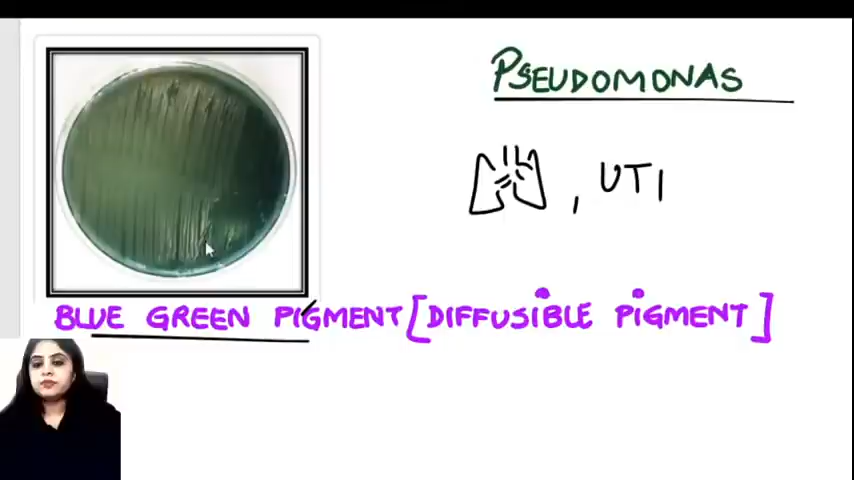 PSEUDOMONAS
, UTI
BLUE GREEN PIGMENT [DIFFUSIBLE PIGMENT]